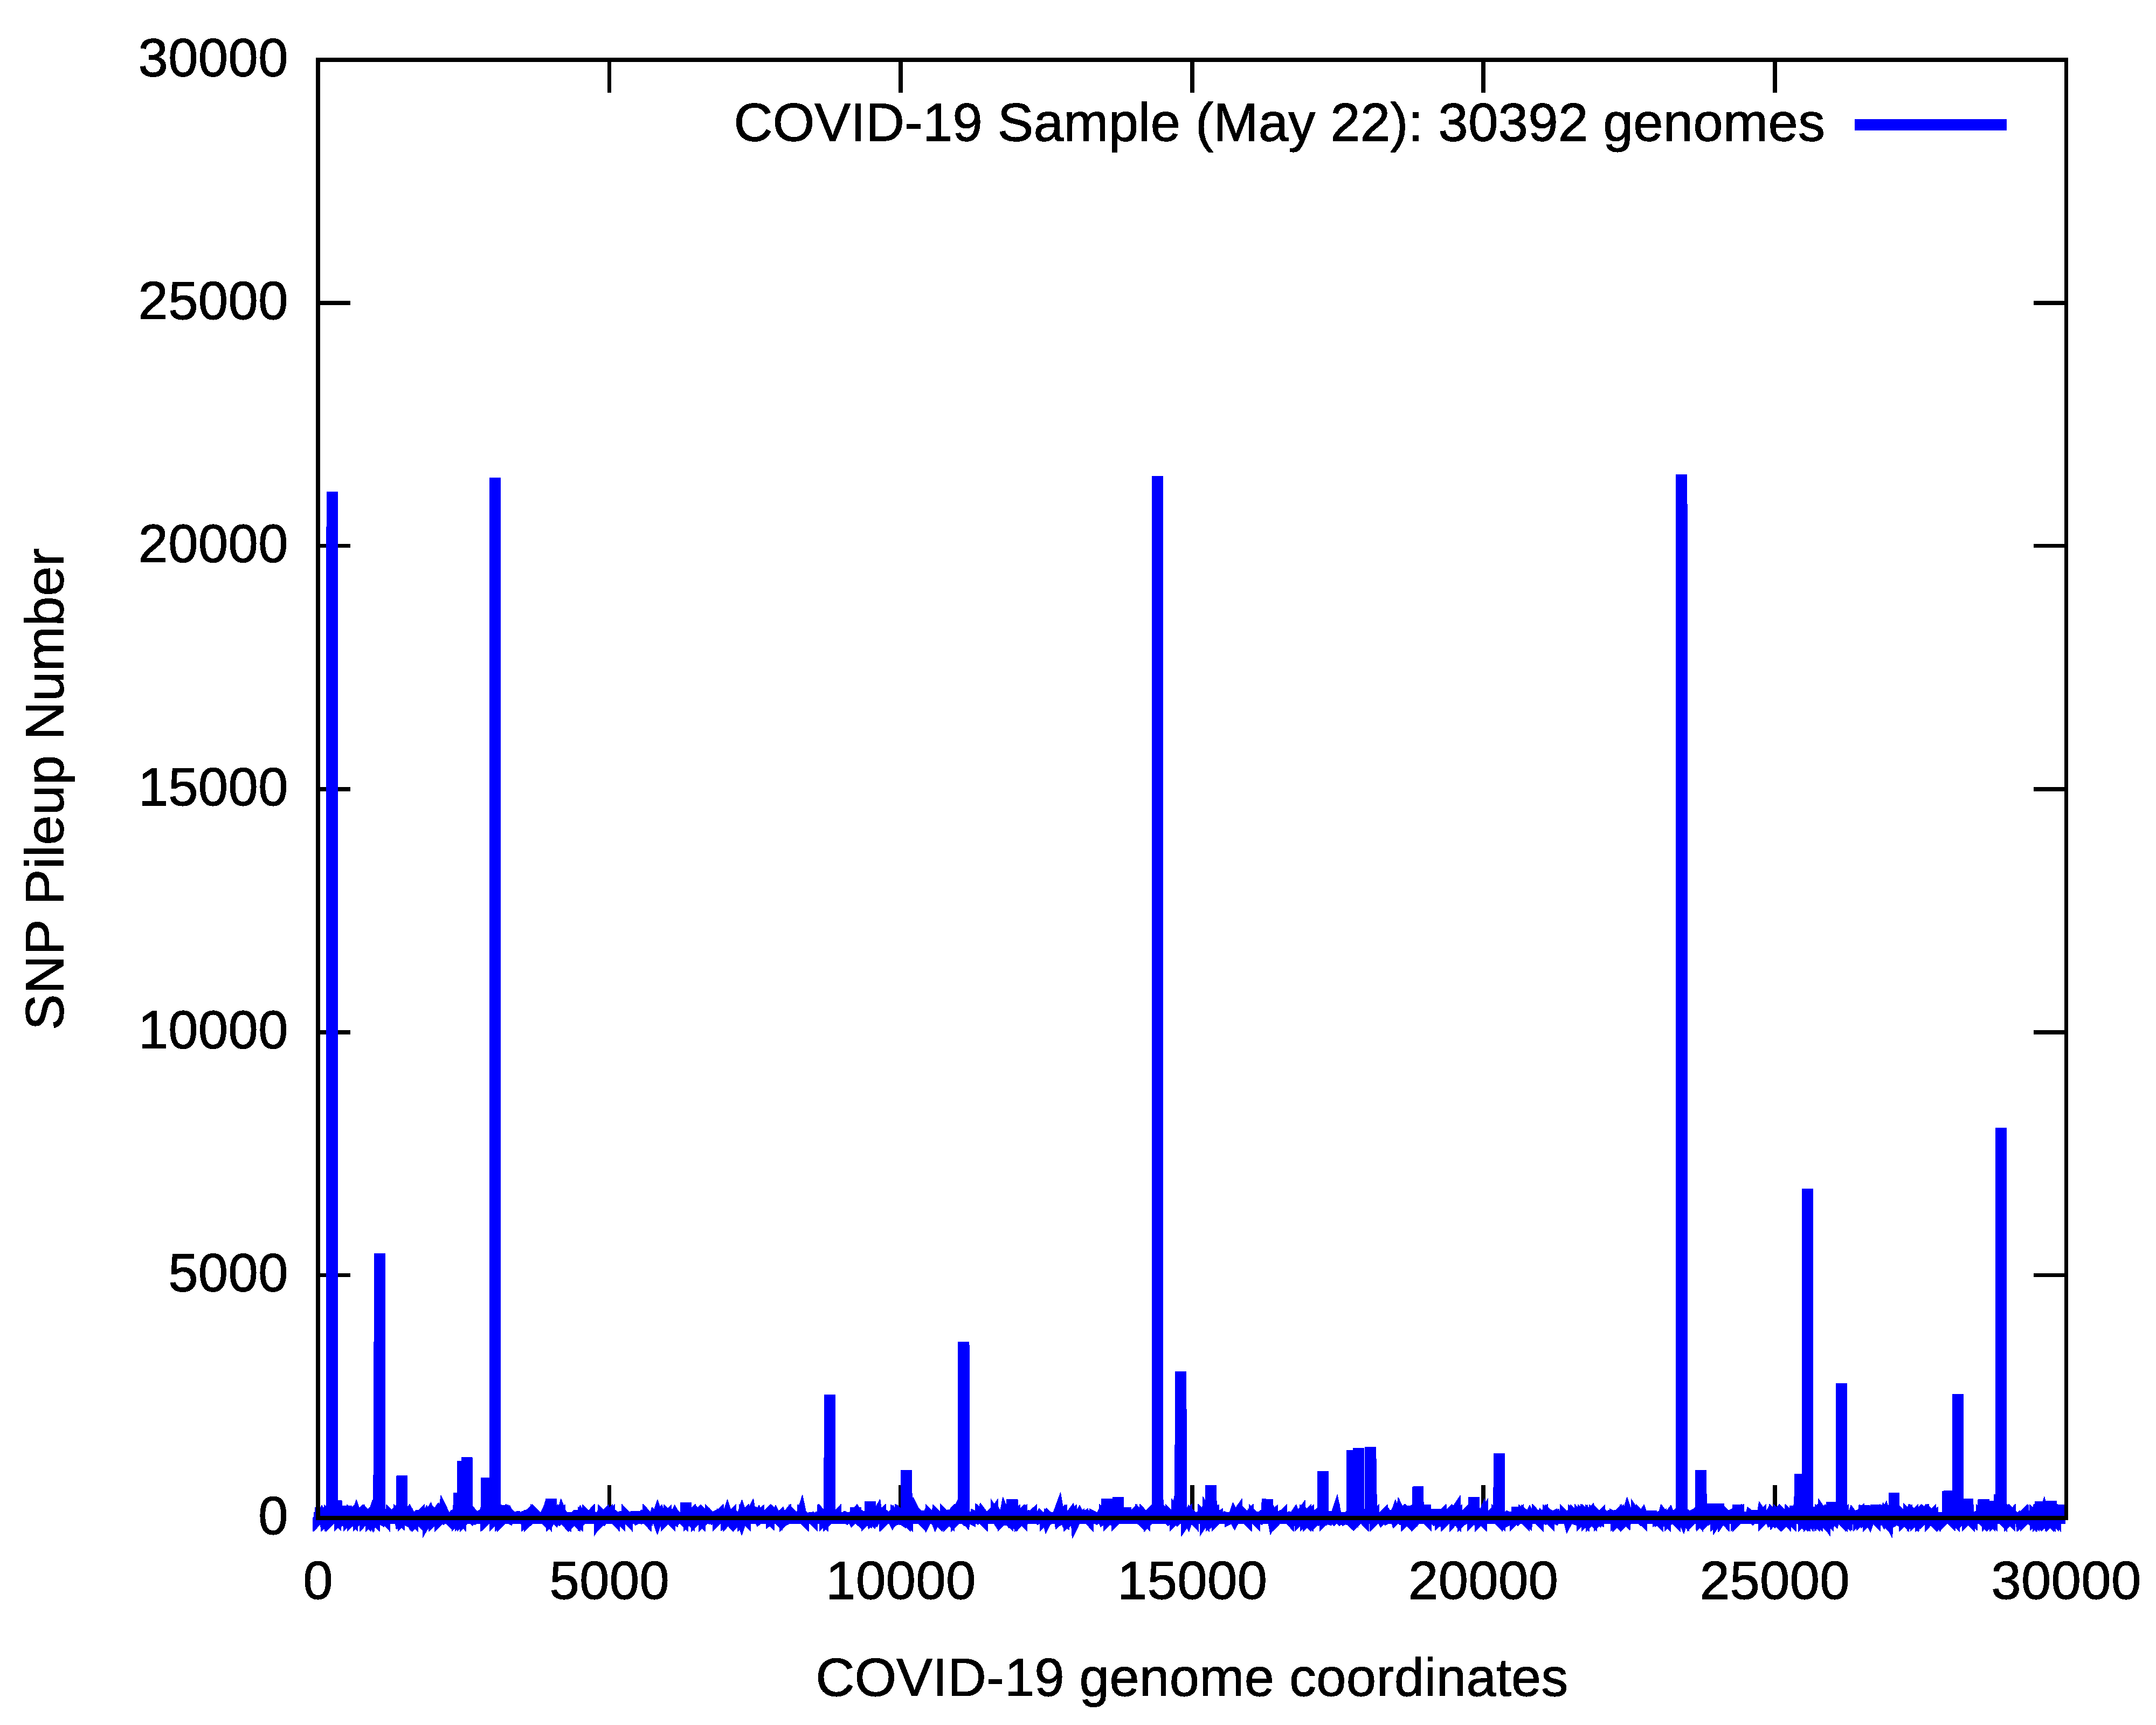 30000
COVID-19 Sample (May 22): 30392 genomes
25000
20000
15000
10000
5000
0
SNP Pileup Number
0 5000 10000 15000 20000 25000 30000
COVID-19 genome coordinates